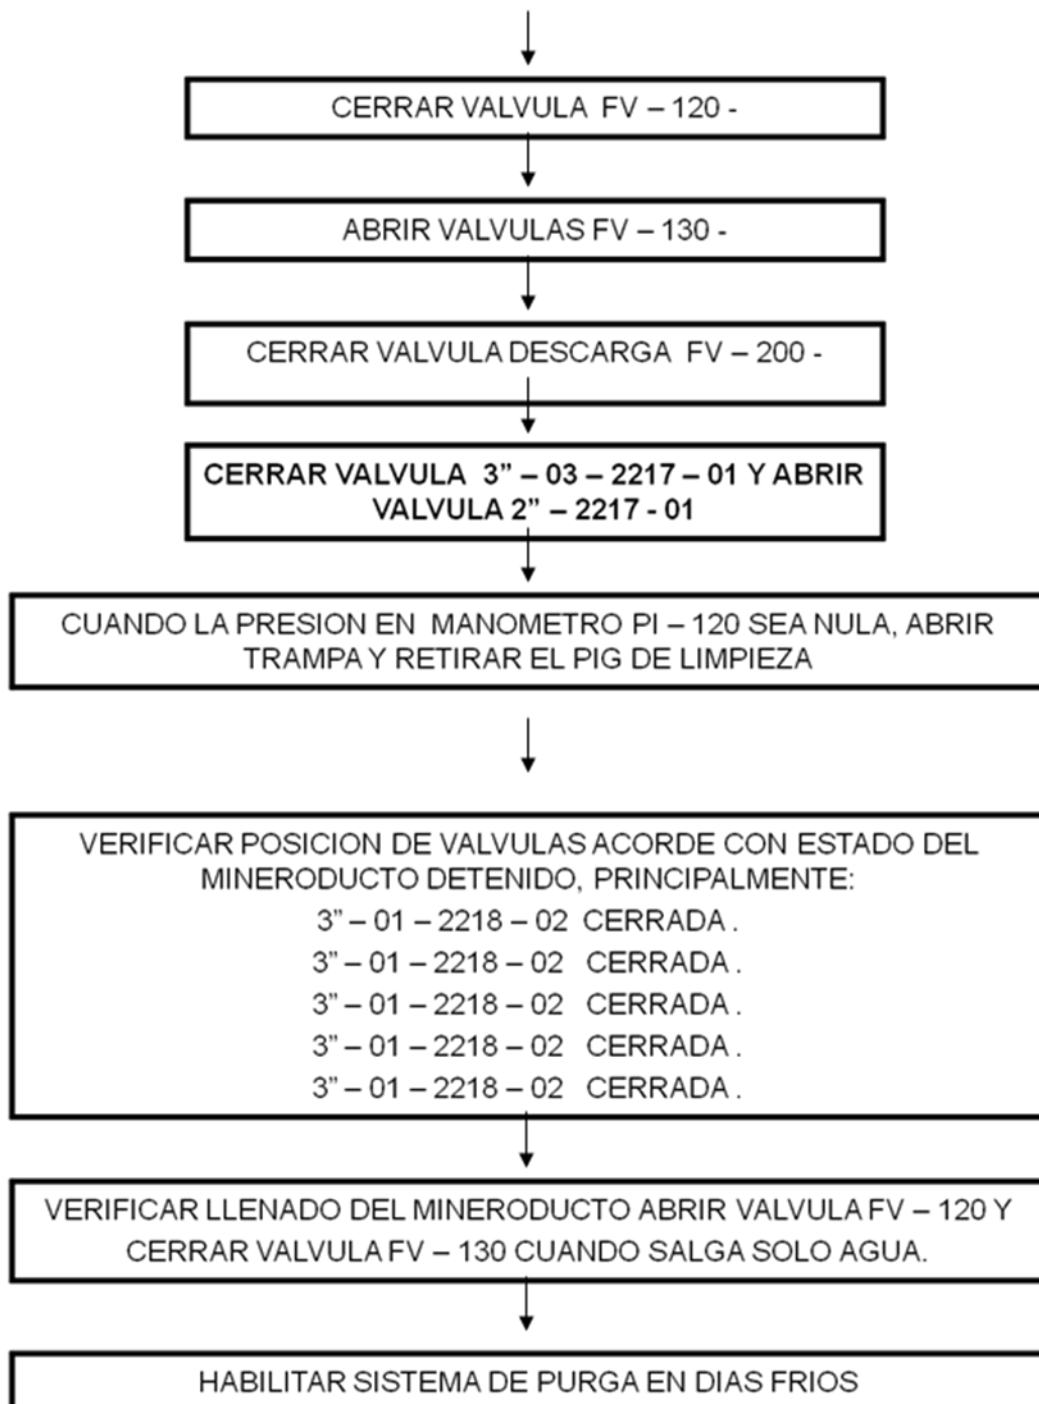 CERRAR VALVULA FV – 120 -
ABRIR VALVULAS FV – 130 -
CERRAR VALVULA DESCARGA FV – 200 -
CERRAR VALVULA 3” – 03 – 2217 – 01 Y ABRIR
VALVULA 2” – 2217 - 01
CUANDO LA PRESION EN MANOMETRO PI – 120 SEA NULA, ABRIR
TRAMPA Y RETIRAR EL PIG DE LIMPIEZA
VERIFICAR POSICION DE VALVULAS ACORDE CON ESTADO DEL
MINERODUCTO DETENIDO, PRINCIPALMENTE:
3” – 01 – 2218 – 02 CERRADA .
3” – 01 – 2218 – 02 CERRADA .
3” – 01 – 2218 – 02 CERRADA .
3” – 01 – 2218 – 02 CERRADA .
3” – 01 – 2218 – 02 CERRADA .
VERIFICAR LLENADO DEL MINERODUCTO ABRIR VALVULA FV – 120 Y
CERRAR VALVULA FV – 130 CUANDO SALGA SOLO AGUA.
HABILITAR SISTEMA DE PURGA EN DIAS FRIOS